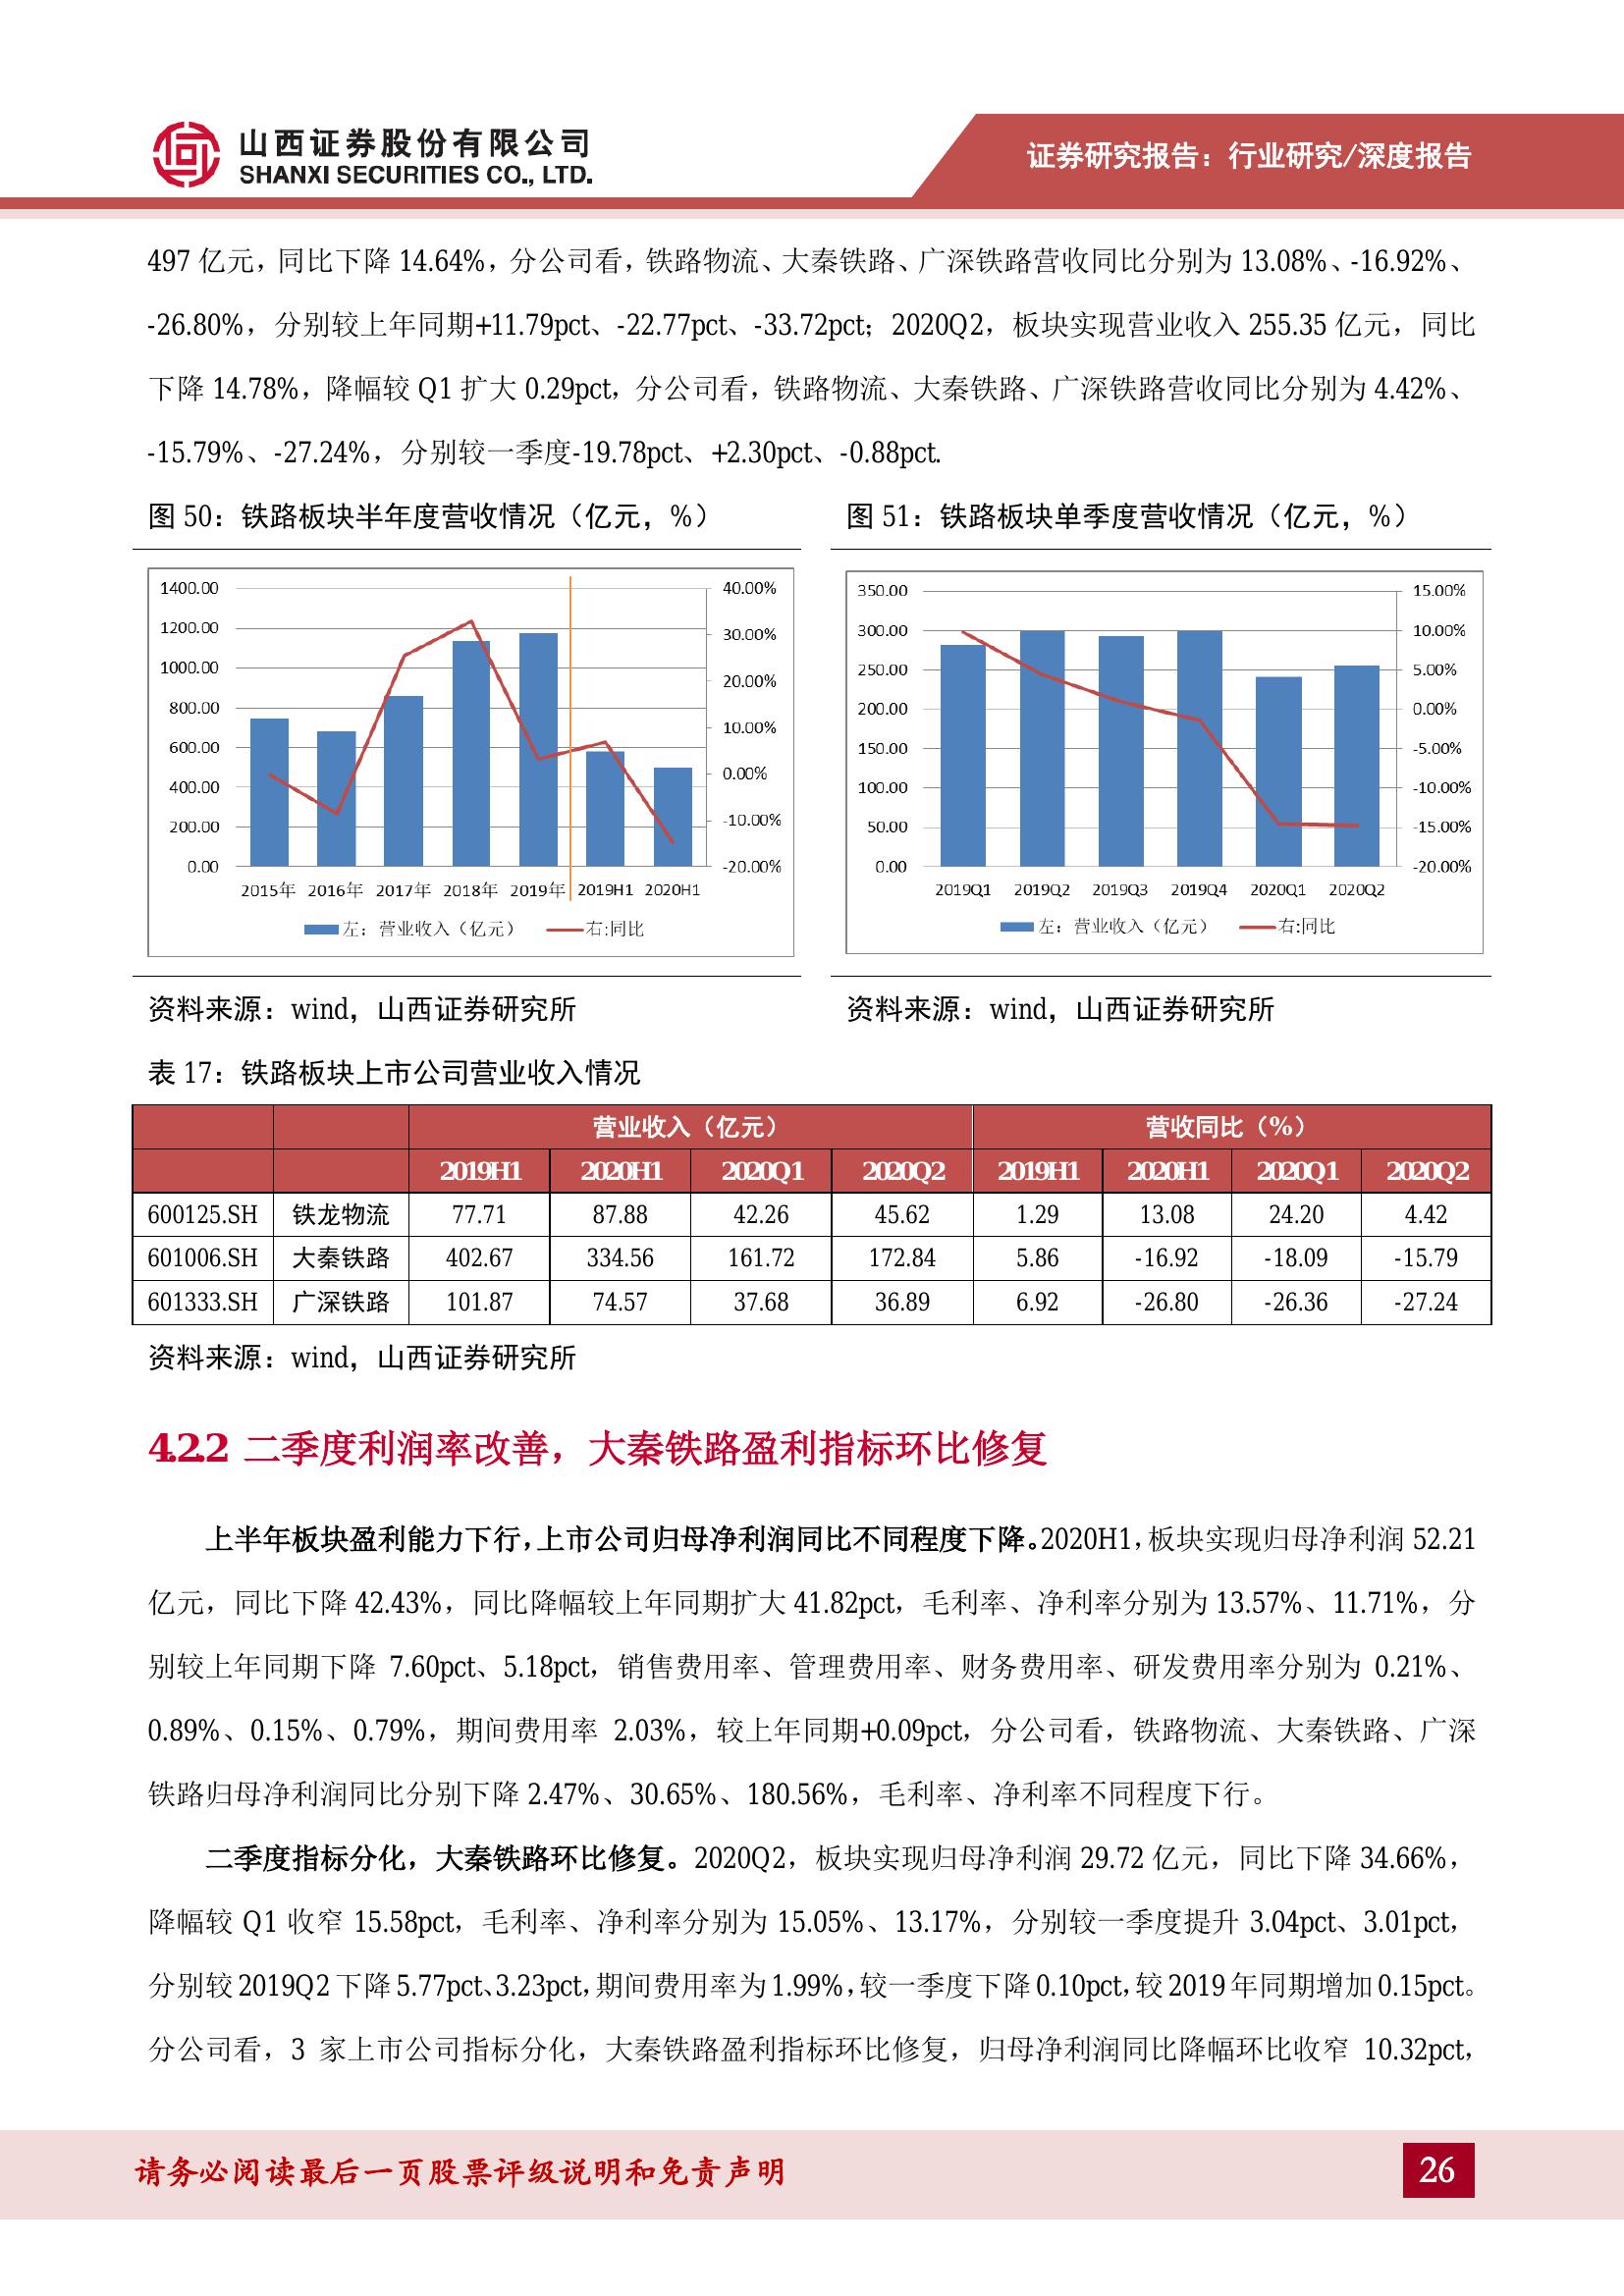 山西证券股份有限公司
SHANXI SECURITIES CO., LTD.
证券研究报告：行业研究/深度报告
497 亿元，同比下降 14.64%，分公司看，铁路物流、大秦铁路、广深铁路营收同比分别为 13.08%、-16.92%、
-26.80%，分别较上年同期+11.79pct、-22.77pct、-33.72pct；2020Q2，板块实现营业收入 255.35 亿元，同比
下降 14.78%，降幅较 Q1 扩大 0.29pct，分公司看，铁路物流、大秦铁路、广深铁路营收同比分别为 4.42%、
-15.79%、-27.24%，分别较一季度-19.78pct、+2.30pct、-0.88pct.
图 50：铁路板块半年度营收情况（亿元，%）
1400.00
1200.00
1000.00
800.00
600.00
400.00
200.00
0.00
40.00%
30.00%
20.00%
10.00%
0.00%
-10.00%
-20.00%
2015年 2016年 2017年 2018年 2019年 2019H1 2020H1
左：营业收入（亿元） 右:同比
资料来源：wind，山西证券研究所
图 51：铁路板块单季度营收情况（亿元，%）
350.00
300.00
250.00
200.00
150.00
100.00
50.00
0.00
15.00%
10.00%
5.00%
0.00%
-5.00%
-10.00%
-15.00%
-20.00%
2019Q1 2019Q2 2019Q3 2019Q4 2020Q1 2020Q2
左：营业收入（亿元） 右:同比
资料来源：wind，山西证券研究所
表 17：铁路板块上市公司营业收入情况
营业收入（亿元） 营收同比（%）
2019H1 2020H1 2020Q1 2020Q2 2019H1 2020H1 2020Q1 2020Q2
600125.SH 铁龙物流 77.71 87.88 42.26 45.62 1.29 13.08 24.20 4.42
601006.SH 大秦铁路 402.67 334.56 161.72 172.84 5.86 -16.92 -18.09 -15.79
601333.SH 广深铁路 101.87 74.57 37.68 36.89 6.92 -26.80 -26.36 -27.24
资料来源：wind，山西证券研究所
4.2.2 二季度利润率改善，大秦铁路盈利指标环比修复
上半年板块盈利能力下行，上市公司归母净利润同比不同程度下降。2020H1，板块实现归母净利润 52.21
亿元，同比下降 42.43%，同比降幅较上年同期扩大 41.82pct，毛利率、净利率分别为 13.57%、11.71%，分
别较上年同期下降 7.60pct、5.18pct，销售费用率、管理费用率、财务费用率、研发费用率分别为 0.21%、
0.89%、0.15%、0.79%，期间费用率 2.03%，较上年同期+0.09pct，分公司看，铁路物流、大秦铁路、广深
铁路归母净利润同比分别下降 2.47%、30.65%、180.56%，毛利率、净利率不同程度下行。
二季度指标分化，大秦铁路环比修复。2020Q2，板块实现归母净利润 29.72 亿元，同比下降 34.66%，
降幅较 Q1 收窄 15.58pct，毛利率、净利率分别为 15.05%、13.17%，分别较一季度提升 3.04pct、3.01pct，
分别较 2019Q2 下降 5.77pct、3.23pct，期间费用率为 1.99%，较一季度下降 0.10pct，较 2019 年同期增加 0.15pct。
分公司看，3 家上市公司指标分化，大秦铁路盈利指标环比修复，归母净利润同比降幅环比收窄 10.32pct，
请务必阅读最后一页股票评级说明和免责声明
26